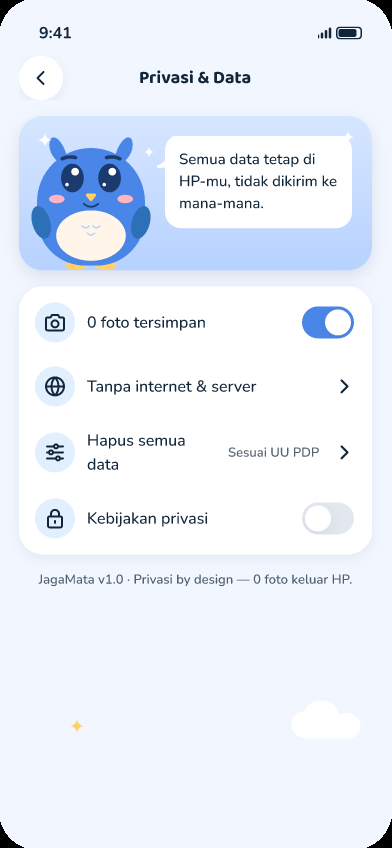 9:41
Privasi & Data
Semua data tetap di
HP-mu, tidak dikirim ke
mana-mana.
0 foto tersimpan
Tanpa internet & server
Hapus semua
data
Sesuai UU PDP
Kebijakan privasi
JagaMata v1.0 · Privasi by design — 0 foto keluar HP.